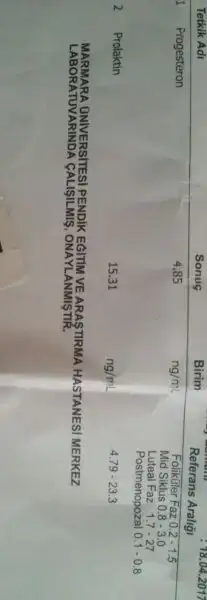 : 18.04.2017
Tetkik Adı Sonuç Birim Referans Aralığı
1 Progesteron 4,85 ng/mL Foliküler Faz 0.2 - 1.5
Mid Siklus 0,8 - 3.0
Luteal Faz 1.7 - 27
Postmenopozal 0.1 - 0.8
2 Prolaktin 15.31 ng/mL 4.79 - 23.3
MARMARA ÜNİVERSİTESİ PENDİK EĞİTİM VE ARAŞTIRMA HASTANESİ MERKEZ
LABORATUVARINDA ÇALIŞILMIŞ, ONAYLANMIŞTIR.